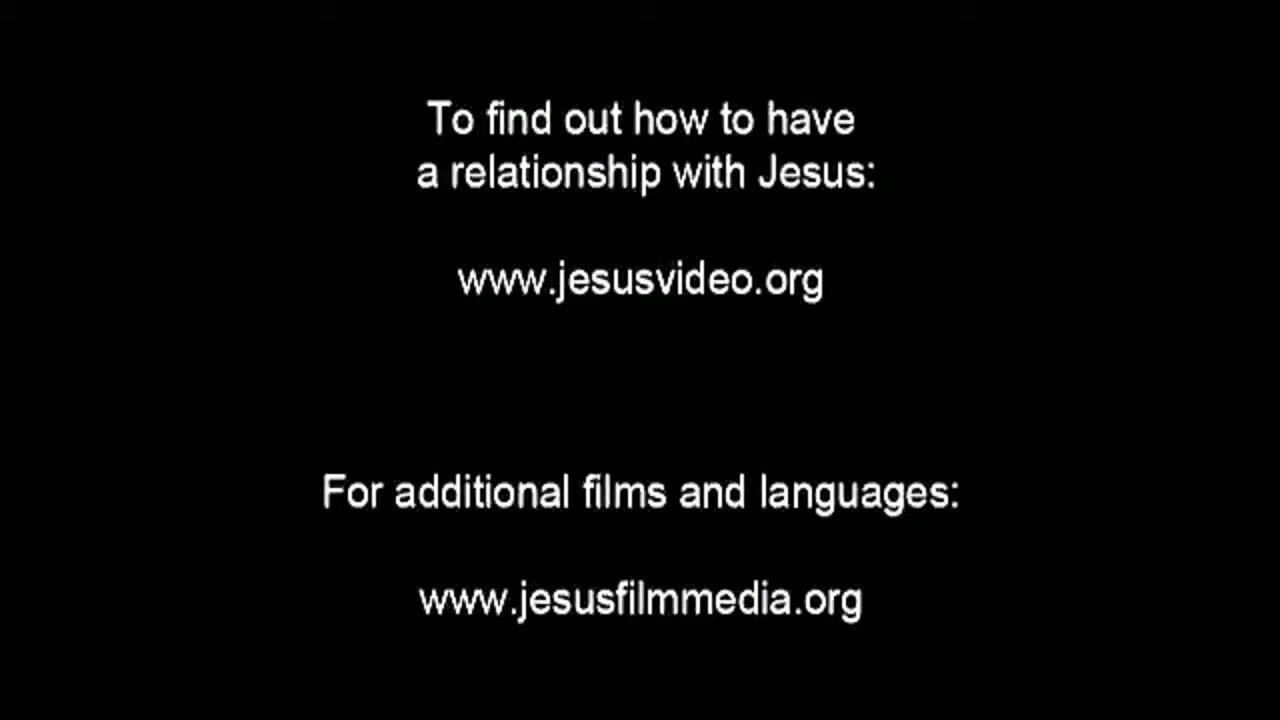 To find out how to have
a relationship with Jesus:
www.jesusvideo.org
For additional films and languages:
www.jesusfilmmedia.org